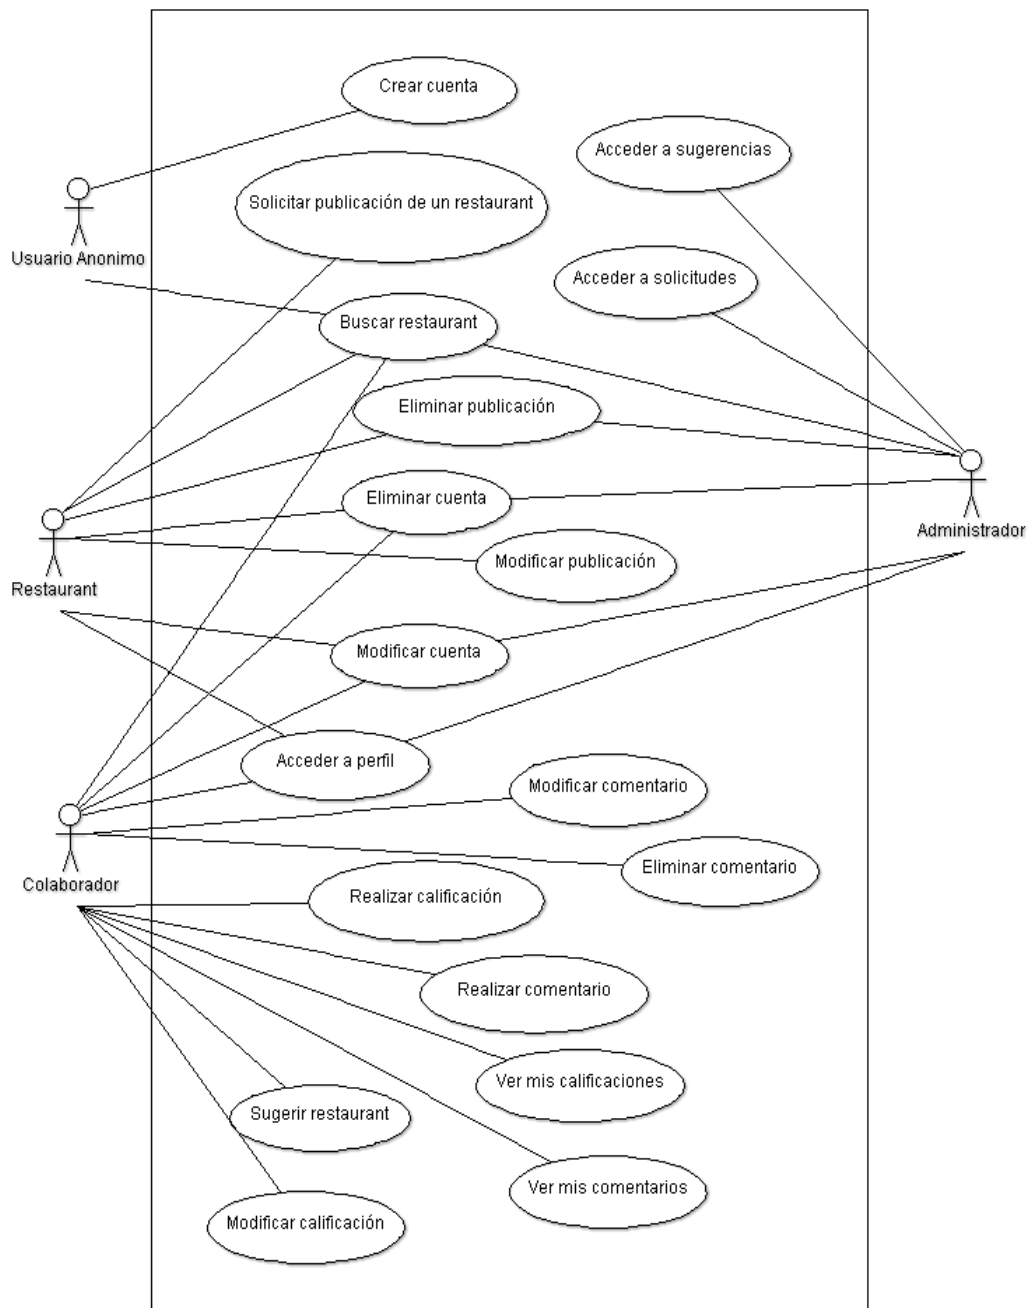 Crear cuenta
Acceder a sugerencias
Solicitar publicación de un restaurant
Usuario Anonimo
Acceder a solicitudes
Buscar restaurant
Eliminar publicación
Eliminar cuenta
Administrador
Modificar publicación
Restaurant
Modificar cuenta
Acceder a perfil
Modificar comentario
Eliminar comentario
Colaborador
Realizar calificación
Realizar comentario
Ver mis calificaciones
Sugerir restaurant
Ver mis comentarios
Modificar calificación